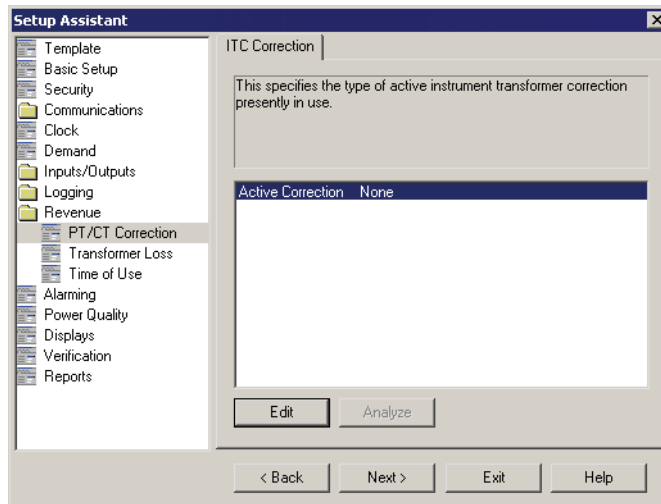 Setup Assistant
Template
Basic Setup
Security
Communications
Clock
Demand
Inputs/Outputs
Logging
Revenue
PT/CT Correction
Transformer Loss
Time of Use
Alarming
Power Quality
Displays
Verification
Reports
ITC Correction
This specifies the type of active instrument transformer correction
presently in use.
Active Correction None
Edit
Analyze
< Back
Next >
Exit
Help